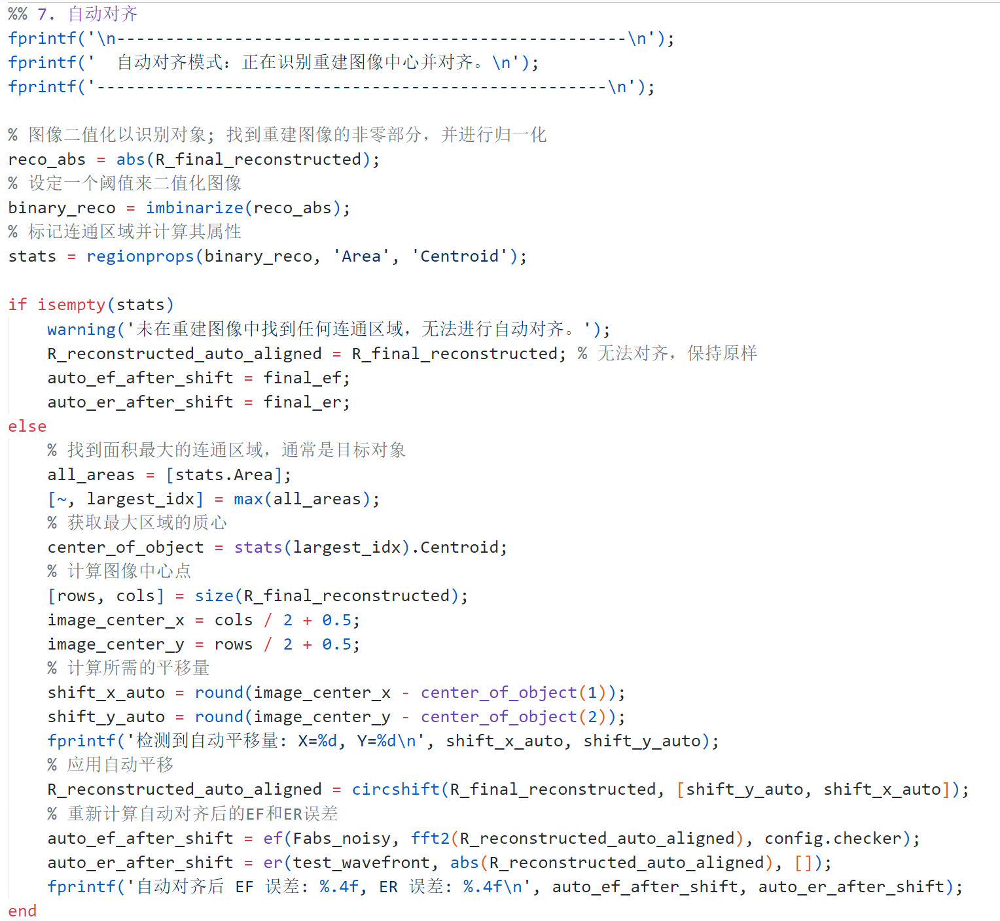 %% 7. 自动对齐
fprintf('\n----------------------------------------------------\n');
fprintf('  自动对齐模式：正在识别重建图像中心并对齐。\n');
fprintf('----------------------------------------------------\n');
% 图像二值化以识别对象; 找到重建图像的非零部分，并进行归一化
reco_abs = abs(R_final_reconstructed);
% 设定一个阈值来二值化图像
binary_reco = imbinarize(reco_abs);
% 标记连通区域并计算其属性
stats = regionprops(binary_reco, 'Area', 'Centroid');
if isempty(stats)
    warning('未在重建图像中找到任何连通区域，无法进行自动对齐。');
    R_reconstructed_auto_aligned = R_final_reconstructed; % 无法对齐，保持原样
    auto_ef_after_shift = final_ef;
    auto_er_after_shift = final_er;
else
    % 找到面积最大的连通区域，通常是目标对象
    all_areas = [stats.Area];
    [~, largest_idx] = max(all_areas);
    % 获取最大区域的质心
    center_of_object = stats(largest_idx).Centroid;
    % 计算图像中心点
    [rows, cols] = size(R_final_reconstructed);
    image_center_x = cols / 2 + 0.5;
    image_center_y = rows / 2 + 0.5;
    % 计算所需的平移量
    shift_x_auto = round(image_center_x - center_of_object(1));
    shift_y_auto = round(image_center_y - center_of_object(2));
    fprintf('检测到自动平移量: X=%d, Y=%d\n', shift_x_auto, shift_y_auto);
    % 应用自动平移
    R_reconstructed_auto_aligned = circshift(R_final_reconstructed, [shift_y_auto, shift_x_auto]);
    % 重新计算自动对齐后的EF和ER误差
    auto_ef_after_shift = ef(Fabs_noisy, fft2(R_reconstructed_auto_aligned), config.checker);
    auto_er_after_shift = er(test_wavefront, abs(R_reconstructed_auto_aligned), []);
    fprintf('自动对齐后 EF 误差: %.4f, ER 误差: %.4f\n', auto_ef_after_shift, auto_er_after_shift);
end